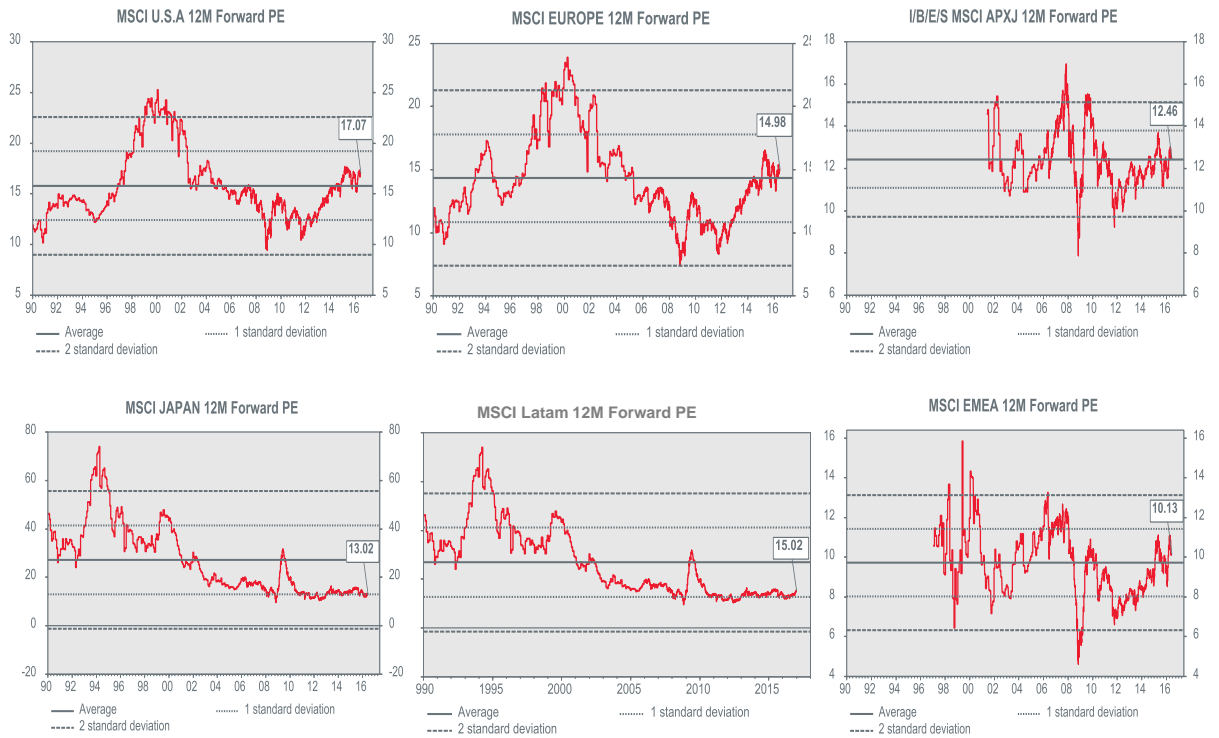 MSCI U.S.A 12M Forward PE
30 30
25 25
20 20
15 15
10 10
5 5
17.07
90 92 94 96 98 00 02 04 06 08 10 12 14 16
Average 1 standard deviation
2 standard deviation
MSCI EUROPE 12M Forward PE
25
20 20
15 15
10
5 5
14.98
90 92 94 96 98 00 02 04 06 08 10 12 14 16
Average 1 standard deviation
2 standard deviation
I/B/E/S MSCI APXJ 12M Forward PE
18 18
16 16
14 14
12 12
10 10
8 8
6 6
12.46
90 92 94 96 98 00 02 04 06 08 10 12 14 16
Average 1 standard deviation
2 standard deviation
MSCI JAPAN 12M Forward PE
80 80
60 60
40 40
20 20
0 0
-20 -20
13.02
90 92 94 96 98 00 02 04 06 08 10 12 14 16
Average 1 standard deviation
2 standard deviation
MSCI Latam 12M Forward PE
80
60
40
20
0
-20
15.02
990 1995 2000 2005 2010 2015
Average 1 standard deviation
2 standard deviation
MSCI EMEA 12M Forward PE
16 16
14 14
12 12
10 10
8 8
6 6
4 4
10.13
90 92 94 96 98 00 02 04 06 08 10 12 14 16
Average 1 standard deviation
2 standard deviation